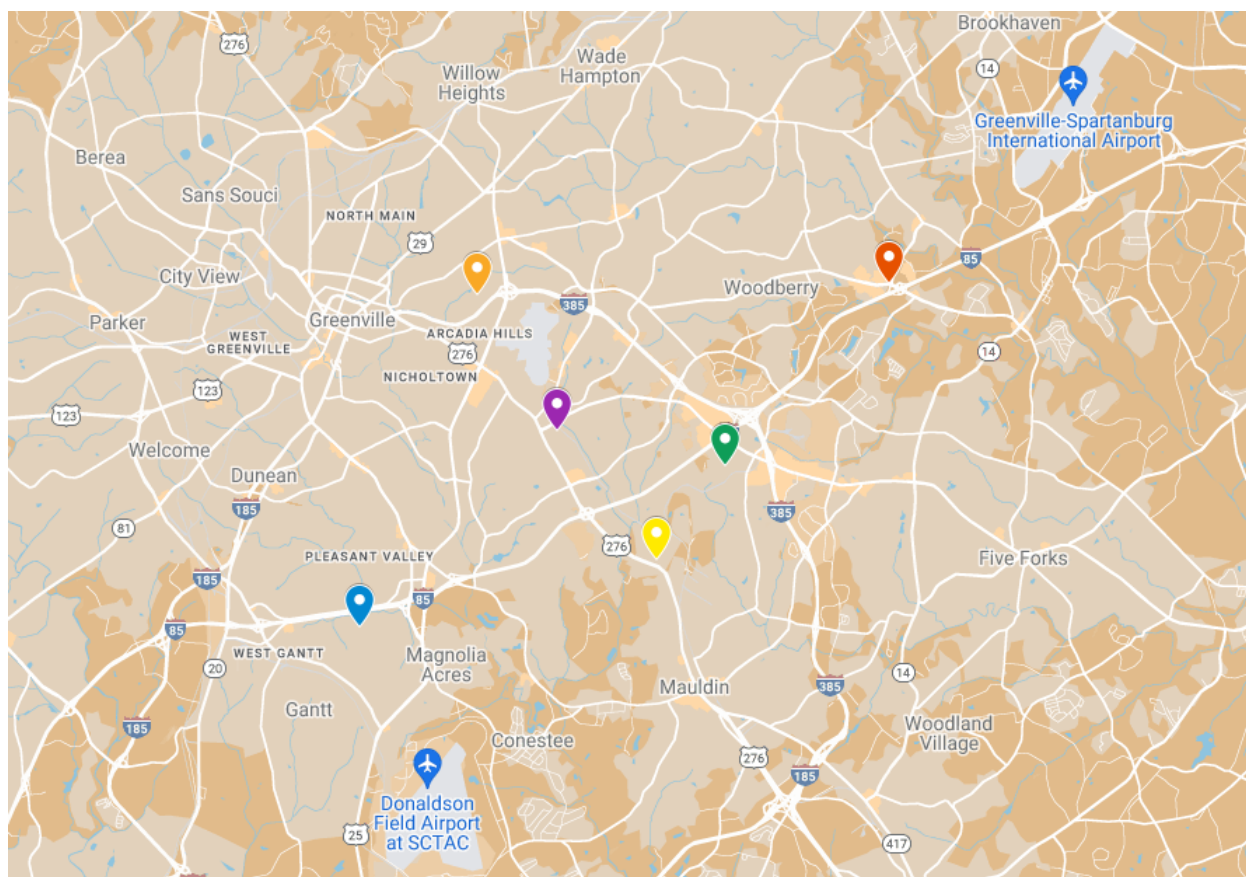 Brookhaven
276
Wade
Hampton
14
Willow
Heights
Greenville-Spartanburg
International Airport
Berea
Sans Souci
NORTH MAIN
29
85
City View
Woodberry
385
Parker
Greenville
ARCADIA HILLS
WEST
GREENVILLE
276
14
NICHOLTOWN
123
123
Welcome
Dunean
185
385
81
276
PLEASANT VALLEY
Five Forks
185
85
85
WEST GANTT
Magnolia
Acres
20
14
Mauldin
385
Gantt
Woodland
Village
185
Conestee
276
185
Donaldson
Field Airport
at SCTAC
25
417